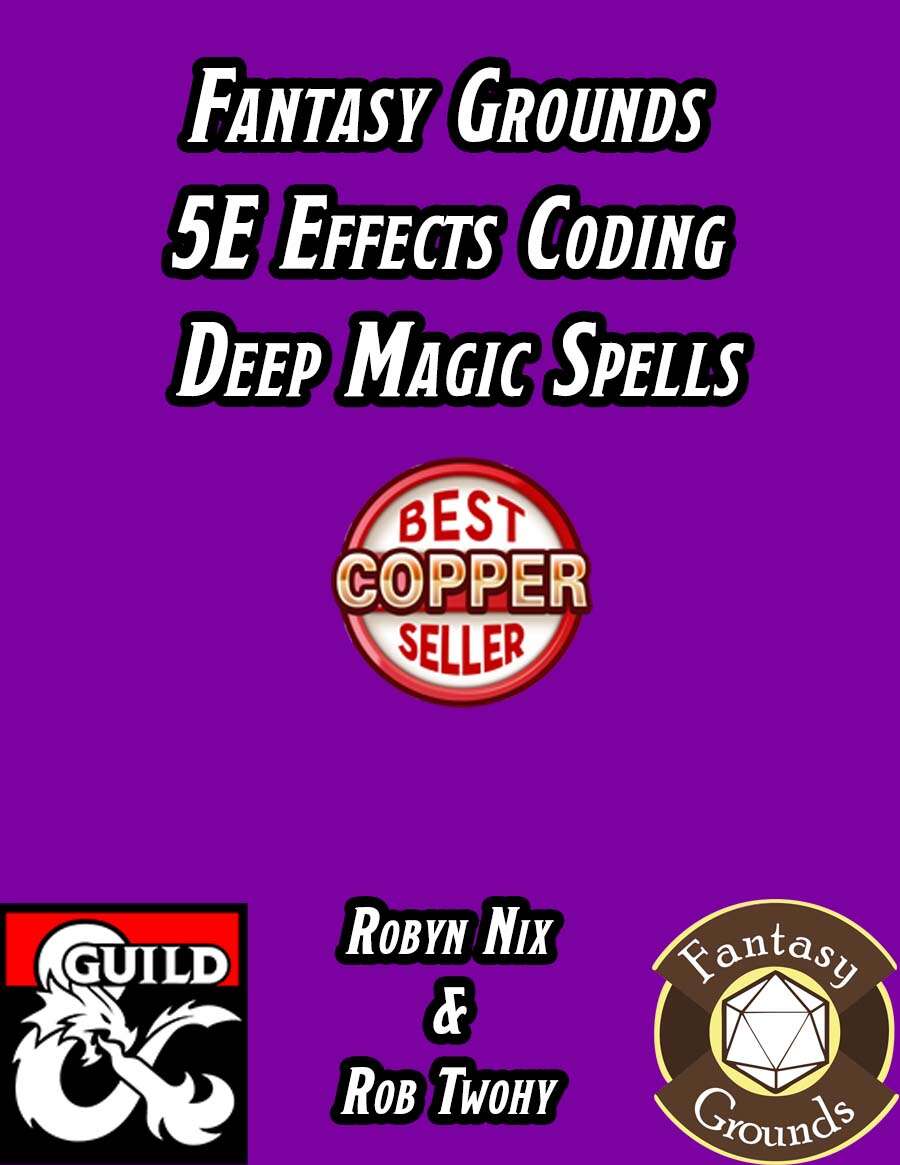 Fantasy Grounds
5E Effects Coding
Deep Magic Spells
BEST
COPPER
SELLER
Robyn Nix
&
Rob Twohy
GUILD
Fantasy
Grounds